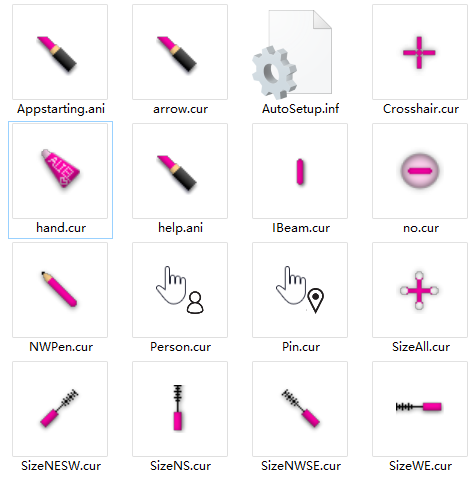 Appstarting.ani
arrow.cur
AutoSetup.inf
Crosshair.cur
hand.cur
help.ani
IBeam.cur
no.cur
NWPen.cur
Person.cur
Pin.cur
SizeAll.cur
SizeNESW.cur
SizeNS.cur
SizeNWSE.cur
SizeWE.cur